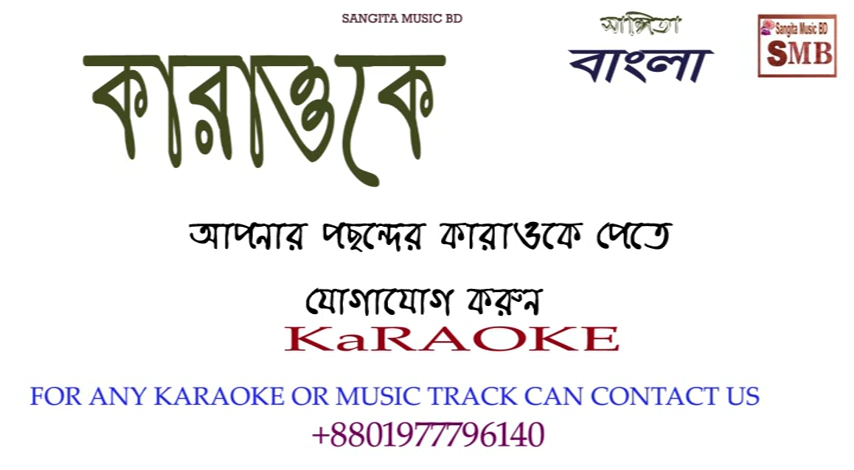 SANGITA MUSIC BD
সঙ্গিতা
বাংলা
Sangita Music BD
SMB
কারাওকে
আপনার পছন্দের কারাওকে পেতে
যোগাযোগ করুন
KaRAOKE
FOR ANY KARAOKE OR MUSIC TRACK CAN CONTACT US
+8801977796140